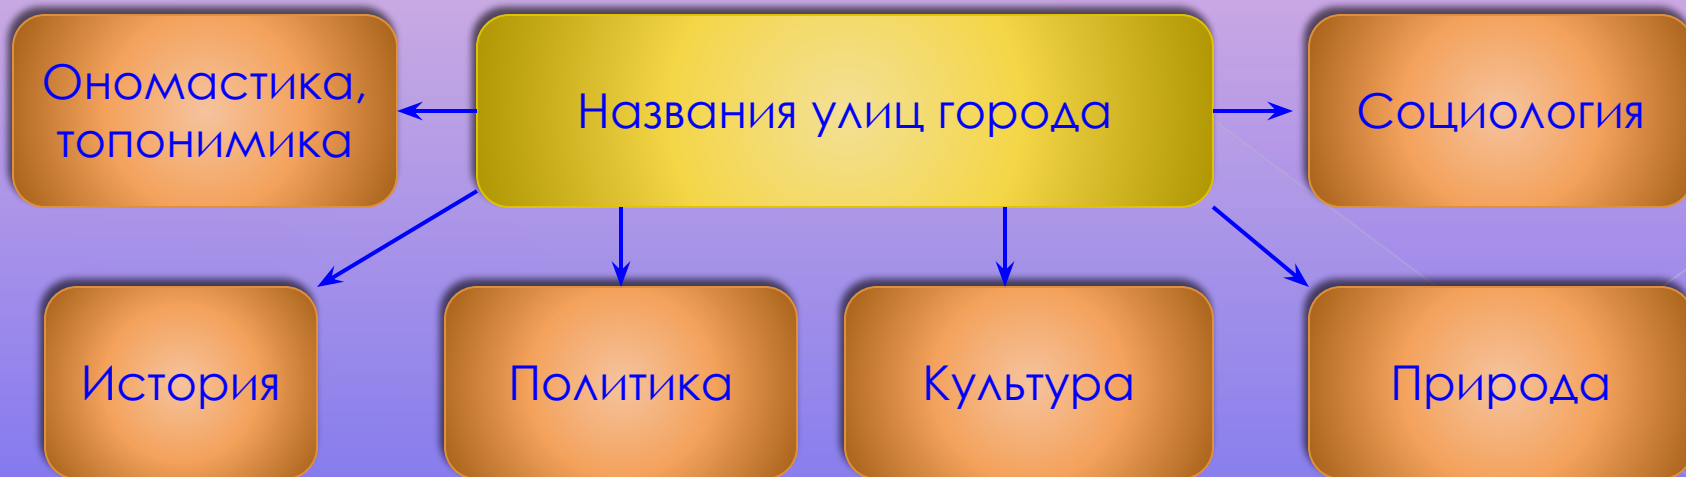 Ономастика,
топонимика
Названия улиц города
Социология
История
Политика
Культура
Природа